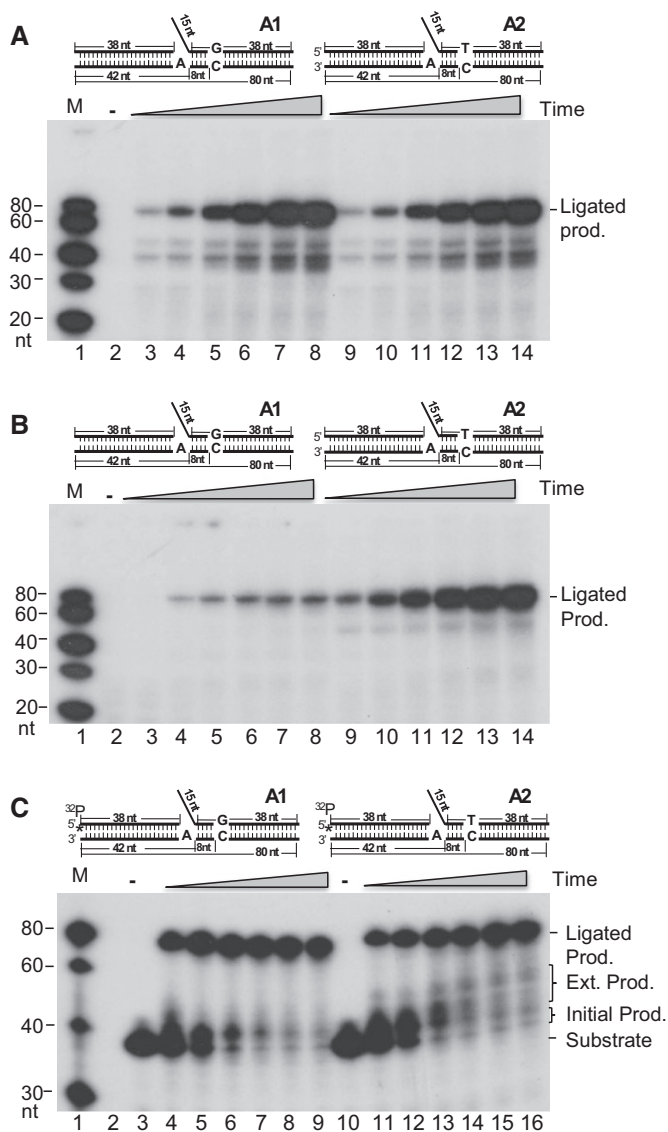 A
15 nt A1 15 nt A2
38 nt G 38 nt 5' 38 nt T 38 nt
A C 3' A C
42 nt 8nt 80 nt 42 nt 8nt 80 nt
M - Time
80
60
40
30
20
nt
Ligated
prod.
1 2 3 4 5 6 7 8 9 10 11 12 13 14
B
15 nt A1 15 nt A2
38 nt G 38 nt 5' 38 nt T 38 nt
A C 3' A C
42 nt 8nt 80 nt 42 nt 8nt 80 nt
M - Time
80
60
40
30
20
nt
Ligated
Prod.
1 2 3 4 5 6 7 8 9 10 11 12 13 14
C
32P 15 nt A1 32P 15 nt A2
5' 38 nt G 38 nt 5' 38 nt T 38 nt
3' * A C 3' * A C
42 nt 8nt 80 nt 42 nt 8nt 80 nt
M - - Time
80
60
40
30
nt
Ligated
Prod.
Ext. Prod.
Initial Prod.
Substrate
1 2 3 4 5 6 7 8 9 10 11 12 13 14 15 16